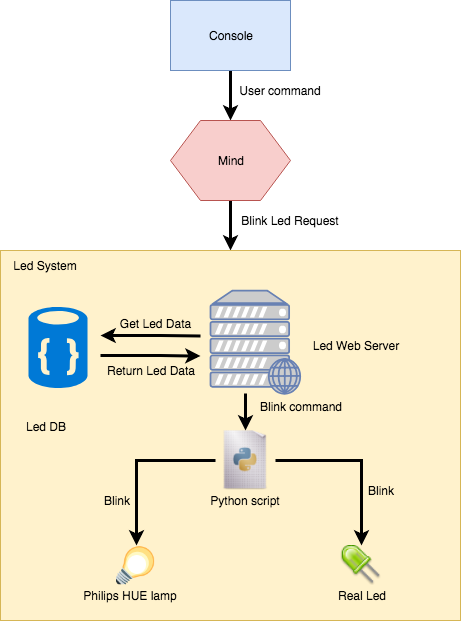 Console
User command
Mind
Blink Led Request
Led System
Get Led Data
{ }
Led Web Server
Return Led Data
Blink command
Led DB
Python script
Blink
Blink
Philips HUE lamp
Real Led